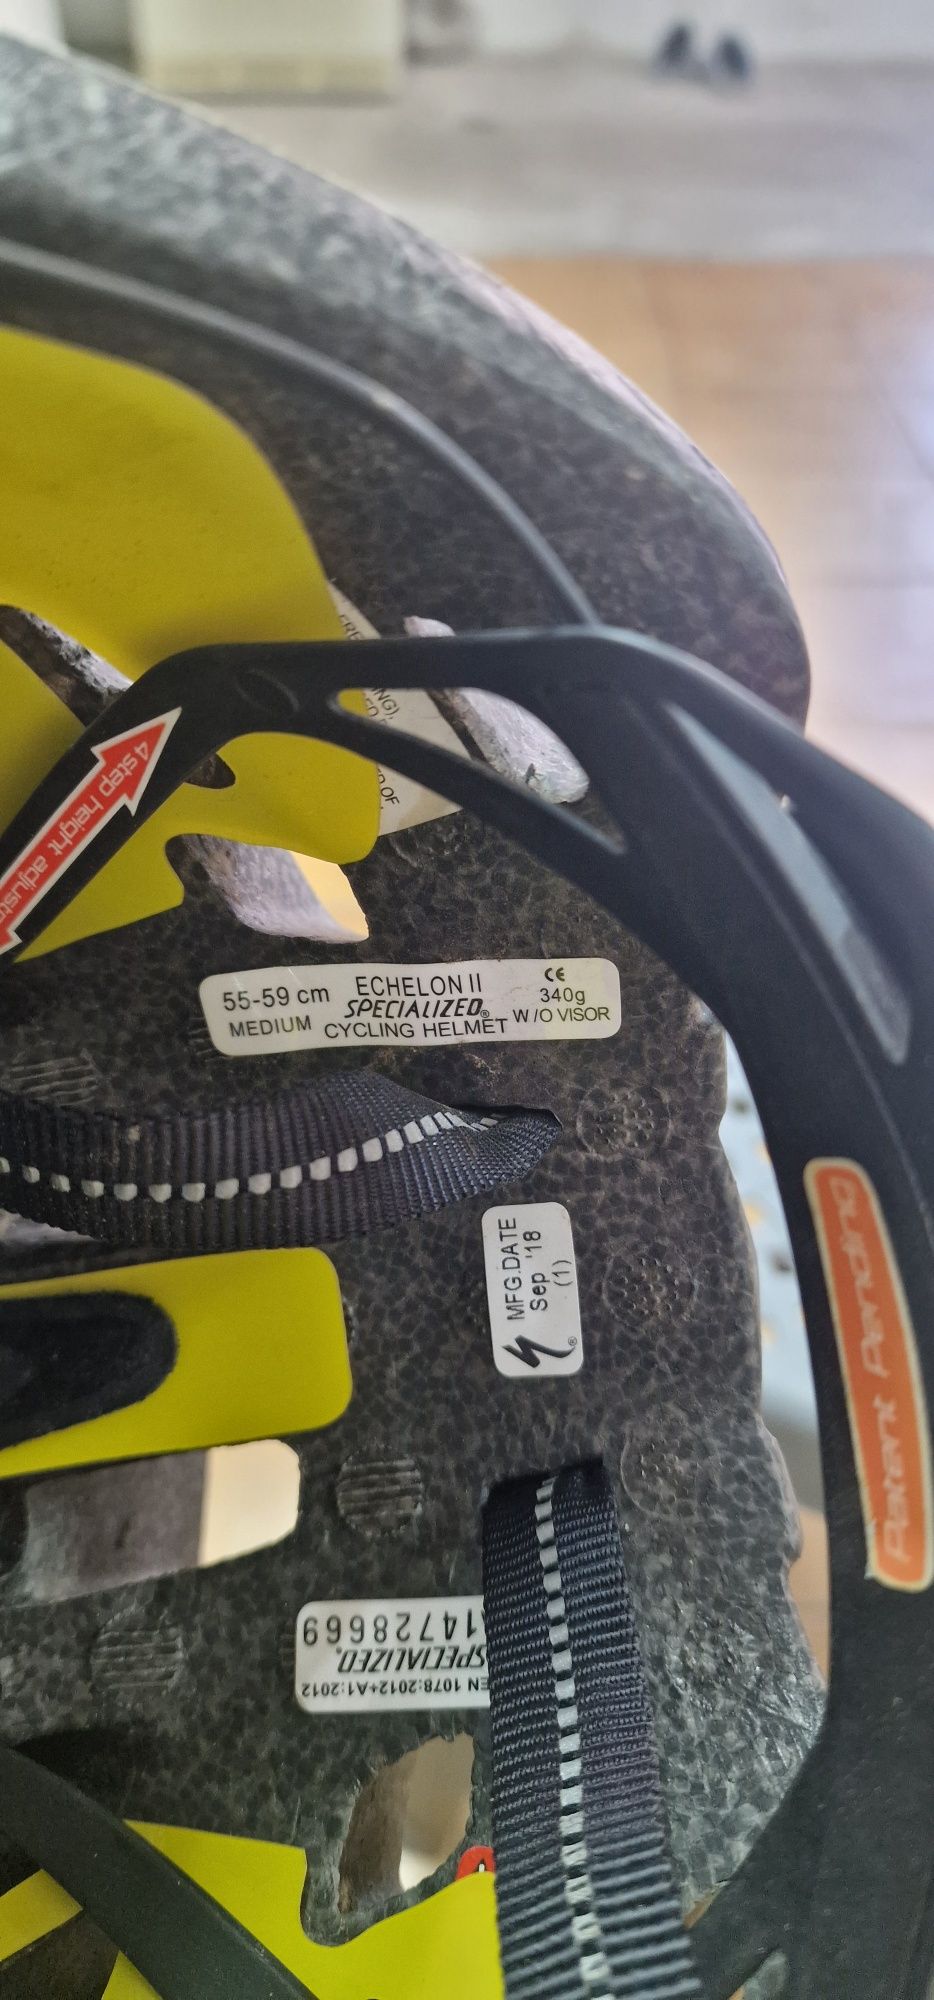 4 step height
55-59 cm
MEDIUM
ECHELON II
SPECIALIZED®
CYCLING HELMET
CE
340g
W/O VISOR
MFG.DATE
Sep '18
(1)
®
Patent Pending
14728669
SPECIALIZED®
EN 1078:2012+A1:2012